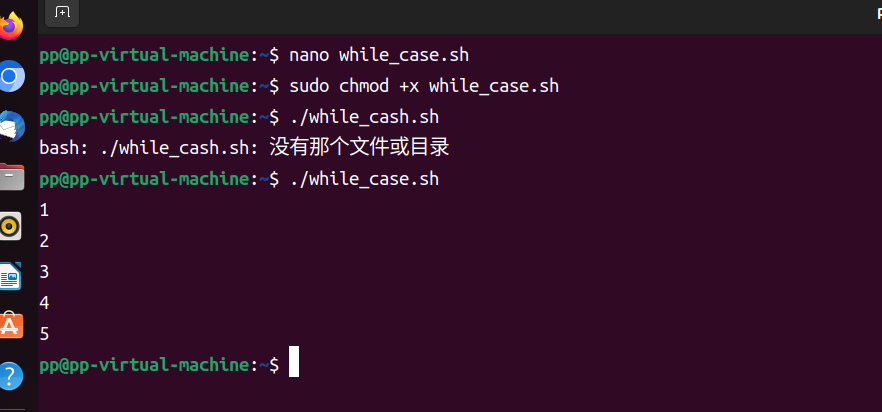 pp@pp-virtual-machine:~$ nano while_case.sh
pp@pp-virtual-machine:~$ sudo chmod +x while_case.sh
pp@pp-virtual-machine:~$ ./while_cash.sh
bash: ./while_cash.sh: 没有那个文件或目录
pp@pp-virtual-machine:~$ ./while_case.sh
1
2
3
4
5
pp@pp-virtual-machine:~$